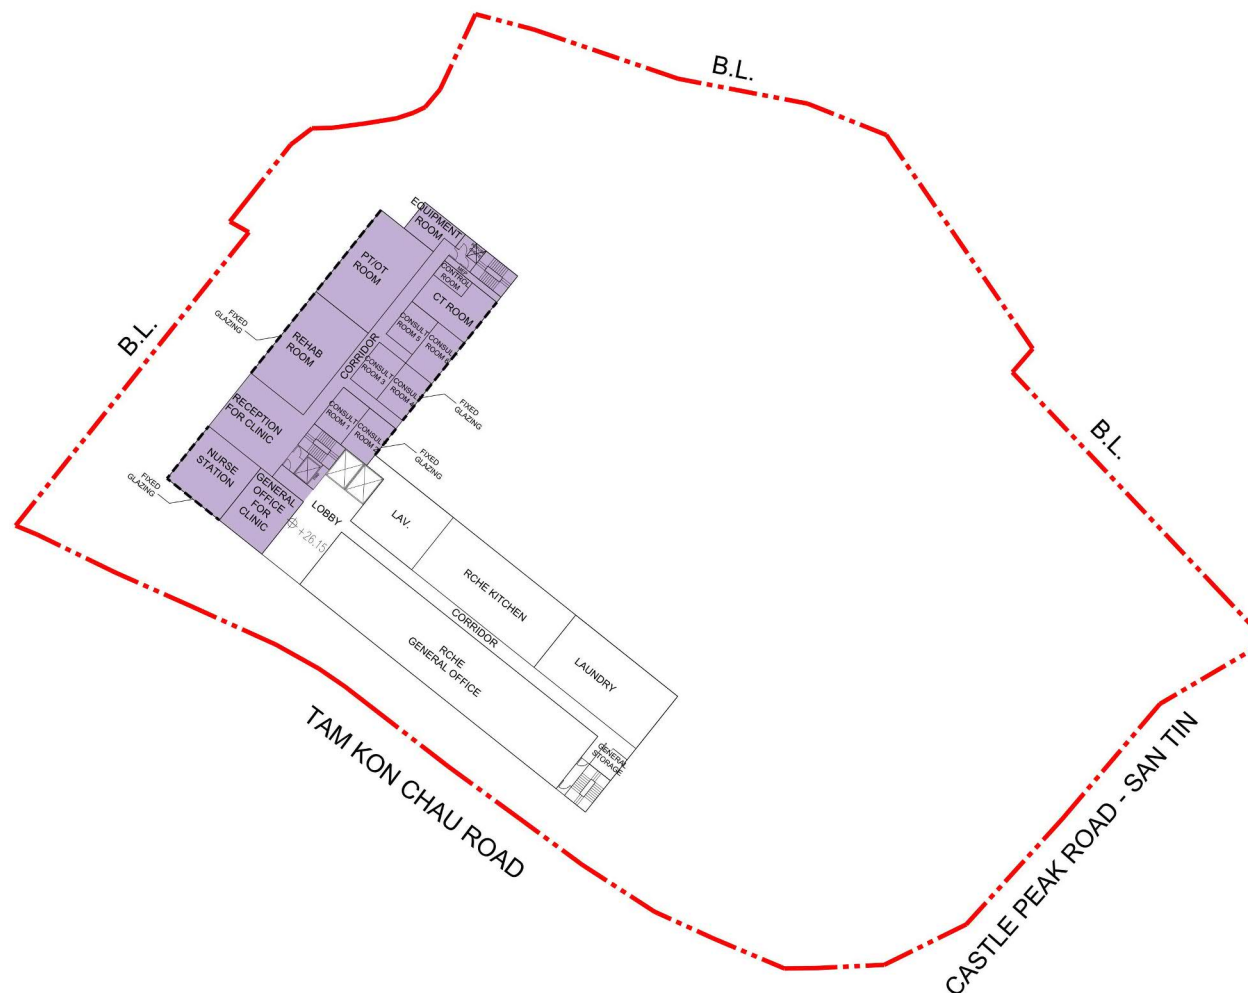 B.L.
EQUIPMENT
ROOM
PT/OT
ROOM
CONTROL
ROOM
CT ROOM
B.L.
FIXED
GLAZING
REHAB
ROOM
CORRIDOR
CONSULT
ROOM 5
CONSULT
CONSULT
ROOM 3
CONSULT
ROOM 4
FIXED
GLAZING
RECEPTION
FOR CLINIC
CONSULT
ROOM 1
CONSULT
ROOM 2
FIXED
GLAZING
B.L.
NURSE
STATION
FIXED
GLAZING
GENERAL
OFFICE
FOR
CLINIC
LOBBY
+26.15
LAV.
RCHE KITCHEN
CORRIDOR
RCHE
GENERAL OFFICE
LAUNDRY
GENERAL
STORAGE
TAM KON CHAU ROAD
CASTLE PEAK ROAD - SAN TIN